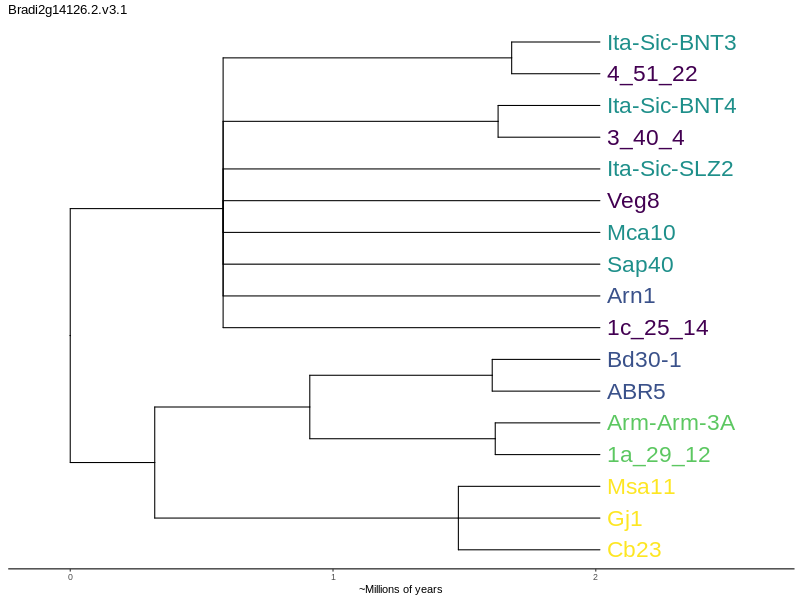 Bradi2g14126.2.v3.1
Ita-Sic-BNT3
4_51_22
Ita-Sic-BNT4
3_40_4
Ita-Sic-SLZ2
Veg8
Mca10
Sap40
Arn1
1c_25_14
Bd30-1
ABR5
Arm-Arm-3A
1a_29_12
Msa11
Gj1
Cb23
0 1 2
~Millions of years